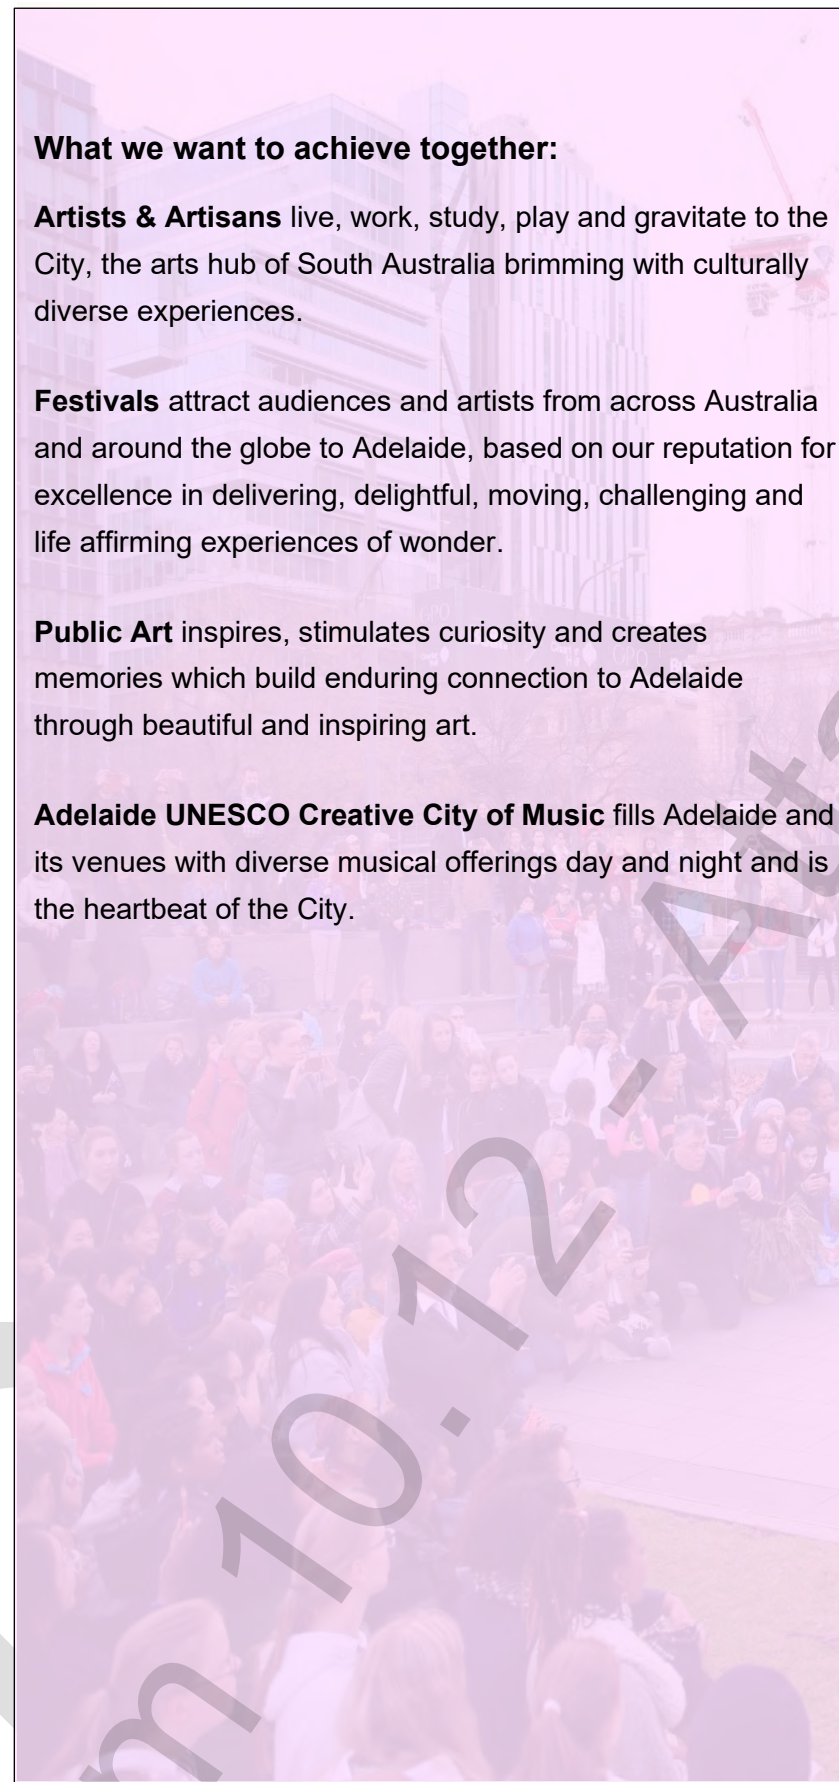 What we want to achieve together:
Artists & Artisans live, work, study, play and gravitate to the
City, the arts hub of South Australia brimming with culturally
diverse experiences.
Festivals attract audiences and artists from across Australia
and around the globe to Adelaide, based on our reputation for
excellence in delivering, delightful, moving, challenging and
life affirming experiences of wonder.
Public Art inspires, stimulates curiosity and creates
memories which build enduring connection to Adelaide
through beautiful and inspiring art.
Adelaide UNESCO Creative City of Music fills Adelaide and
its venues with diverse musical offerings day and night and is
the heartbeat of the City.
m 10.12 - Atta